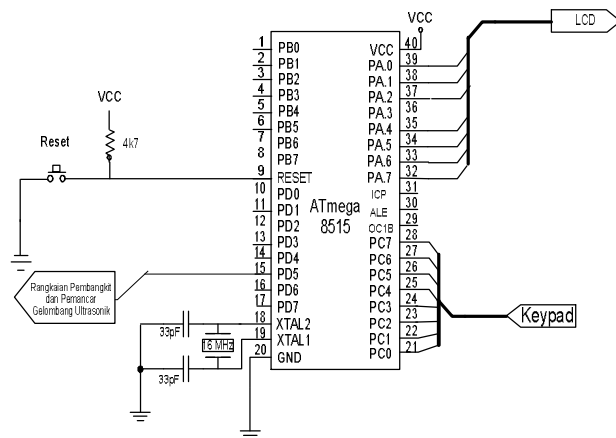 VCC
LCD
1 PB0
2 PB1
3 PB2
4 PB3
5 PB4
6 PB5
7 PB6
8 PB7
9 RESET
10 PD0
11 PD1
12 PD2
13 PD3
14 PD4
15 PD5
16 PD6
17 PD7
18 XTAL2
19 XTAL1
20 GND
ATmega
8515
VCC 40
PA.0 39
PA.1 38
PA.2 37
PA.3 36
PA.4 35
PA.5 34
PA.6 33
PA.7 32
ICP 31
ALE 30
OC1B 29
PC7 28
PC6 27
PC5 26
PC4 25
PC3 24
PC2 23
PC1 22
PC0 21
VCC
4k7
Reset
Rangkaian Pembangkit
dan Pemancar
Gelombang Ultrasonik
33pF
16 MHz
33pF
Keypad